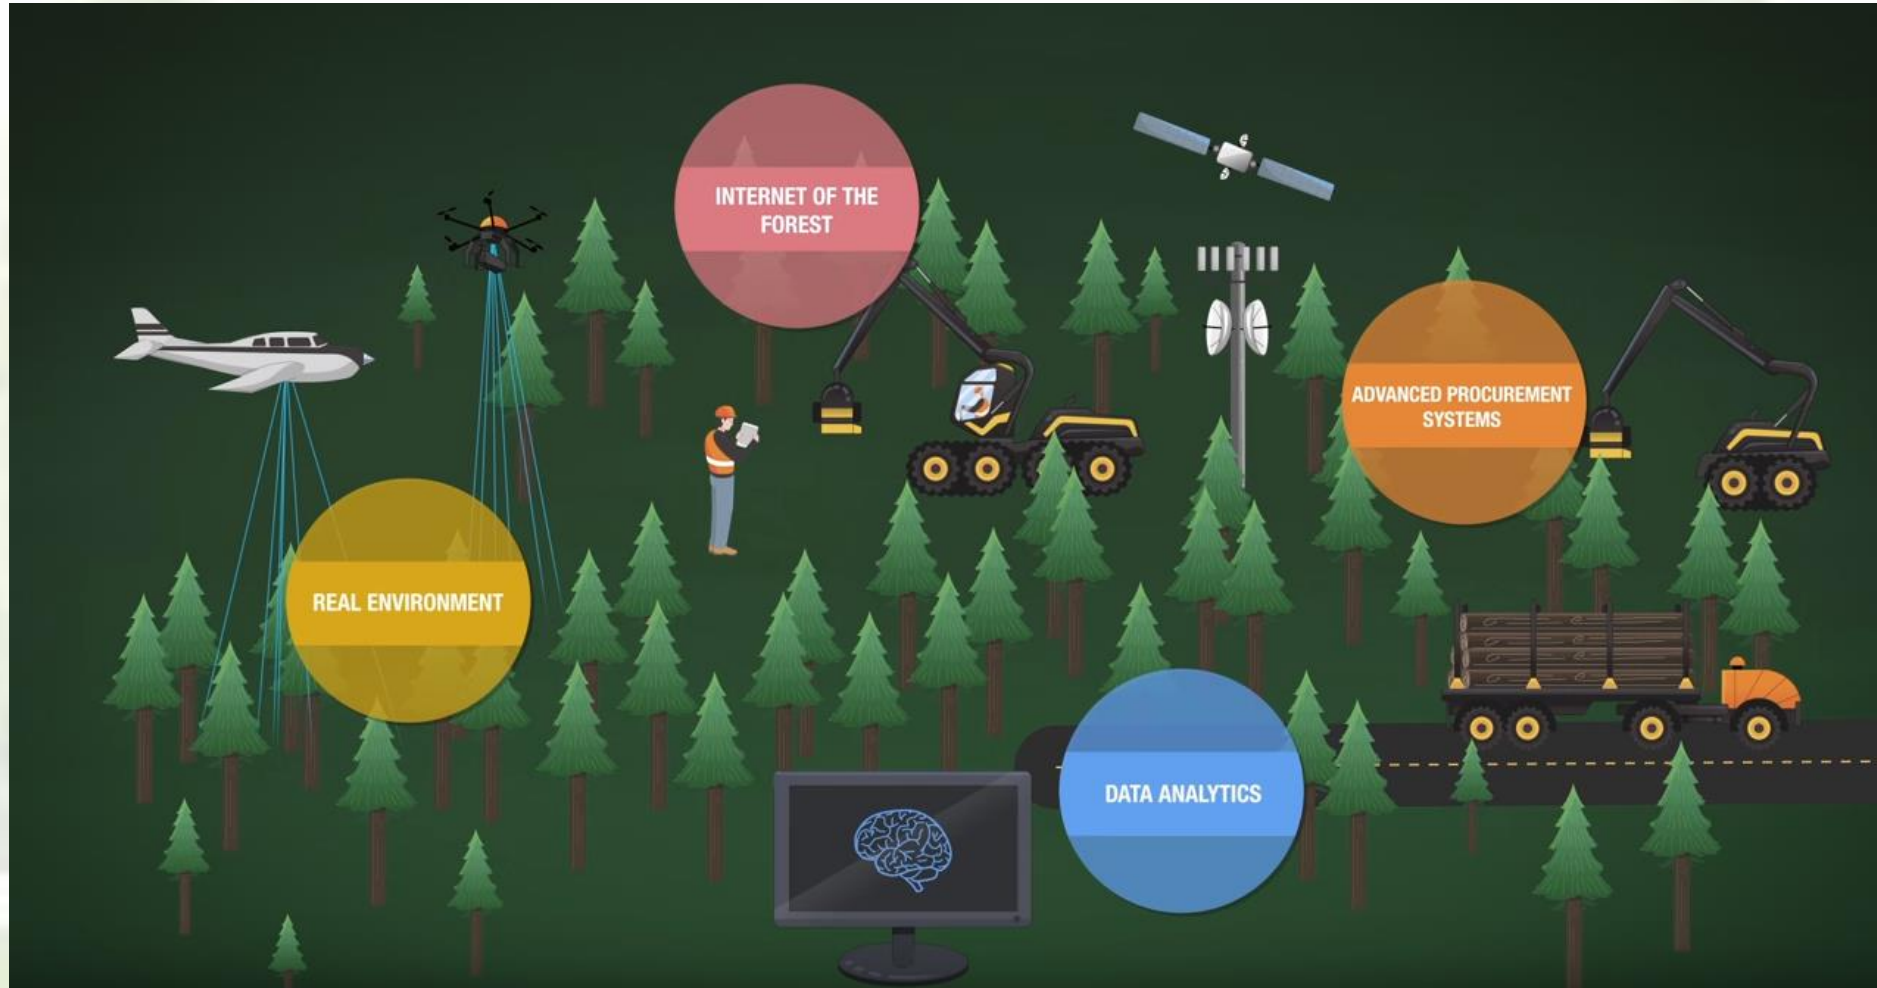 INTERNET OF THE
FOREST
ADVANCED PROCUREMENT
SYSTEMS
REAL ENVIRONMENT
DATA ANALYTICS